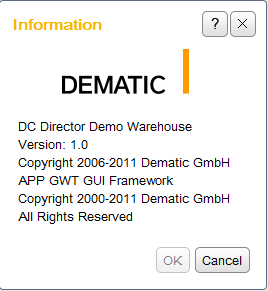 Information
?
DEMATIC
DC Director Demo Warehouse
Version: 1.0
Copyright 2006-2011 Dematic GmbH
APP GWT GUI Framework
Copyright 2000-2011 Dematic GmbH
All Rights Reserved
OK Cancel